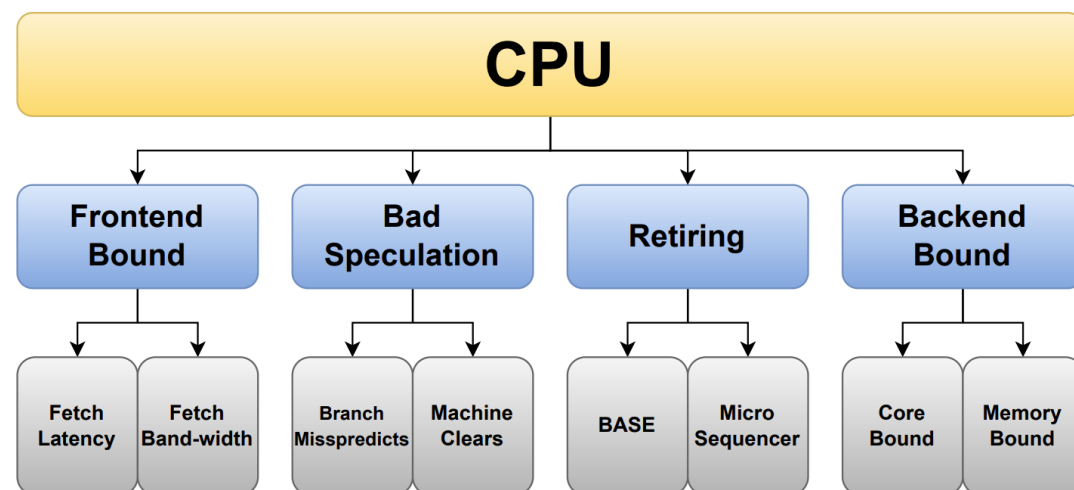 CPU
Frontend
Bound
Bad
Speculation
Retiring
Backend
Bound
Fetch
Latency
Fetch
Band-width
Branch
Misspredicts
Machine
Clears
BASE
Micro
Sequencer
Core
Bound
Memory
Bound